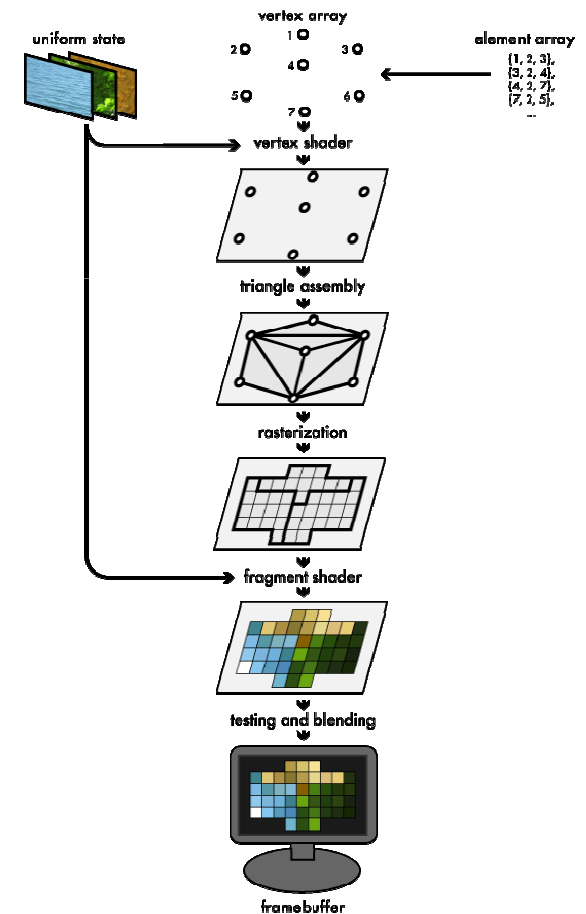 vertex array
uniform state
element array
1
2
3
4
5
6
7
{1, 2, 3},
{3, 2, 4},
{4, 2, 7},
{7, 2, 5},
...
vertex shader
triangle assembly
rasterization
fragment shader
testing and blending
framebuffer